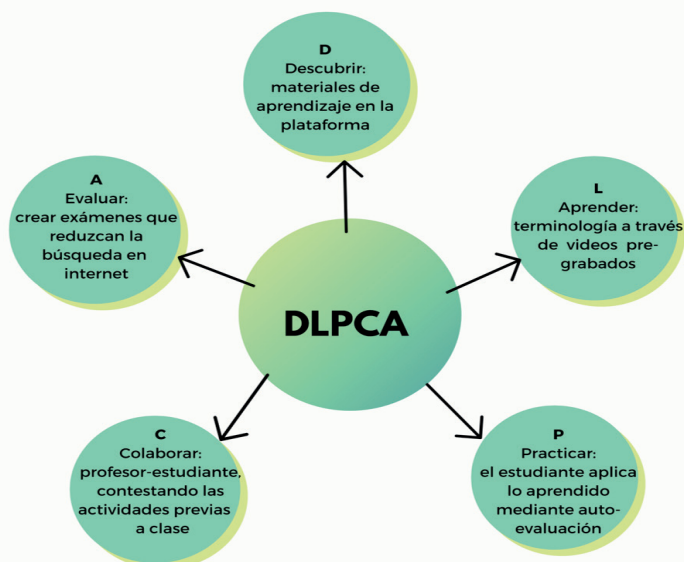 D
Descubrir:
materiales de
aprendizaje en la
plataforma
A
Evaluar:
crear exámenes que
reduzcan la
búsqueda en
internet
L
Aprender:
terminología a través
de videos pre-
grabados
DLPCA
C
Colaborar:
profesor-estudiante,
contestando las
actividades previas
a clase
P
Practicar:
el estudiante aplica
lo aprendido
mediante auto-
evaluación